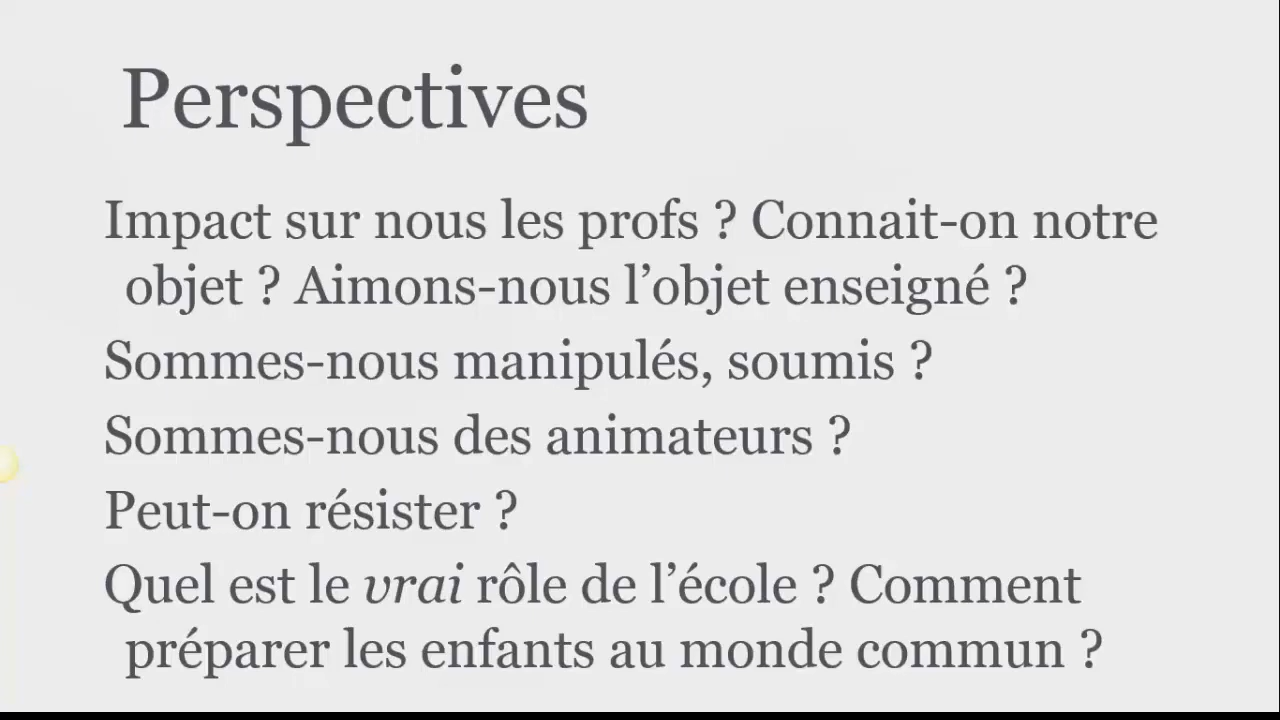 Perspectives
Impact sur nous les profs ? Connait-on notre
objet ? Aimons-nous l’objet enseigné ?
Sommes-nous manipulés, soumis ?
Sommes-nous des animateurs ?
Peut-on résister ?
Quel est le vrai rôle de l’école ? Comment
préparer les enfants au monde commun ?